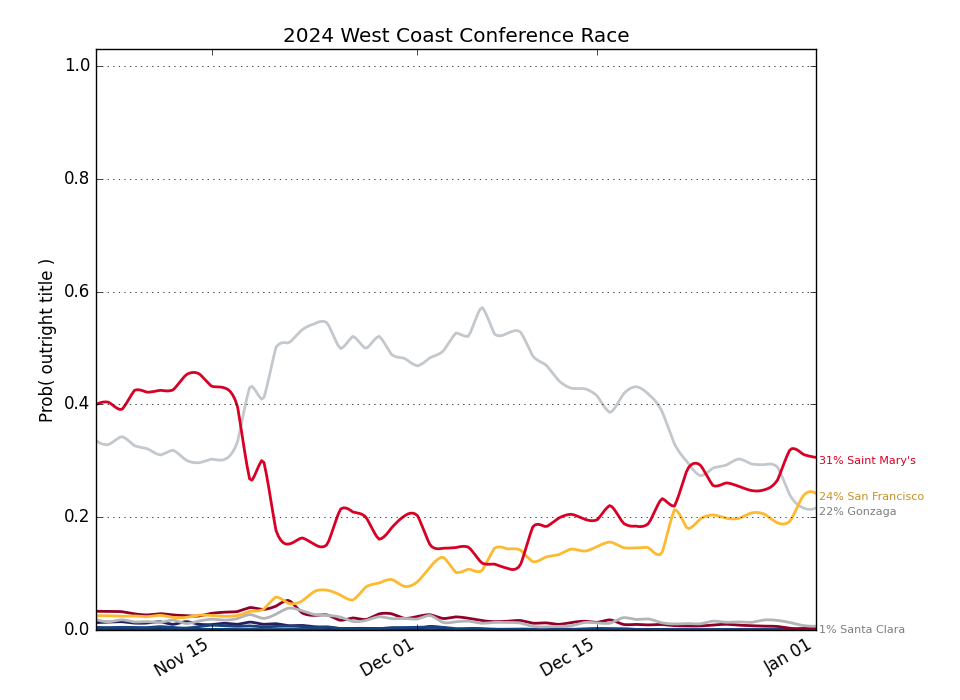 2024 West Coast Conference Race
Prob( outright title )
1.0
0.8
0.6
0.4
0.2
0.0
31% Saint Mary's
24% San Francisco
22% Gonzaga
1% Santa Clara
Nov 15
Dec 01
Dec 15
Jan 01